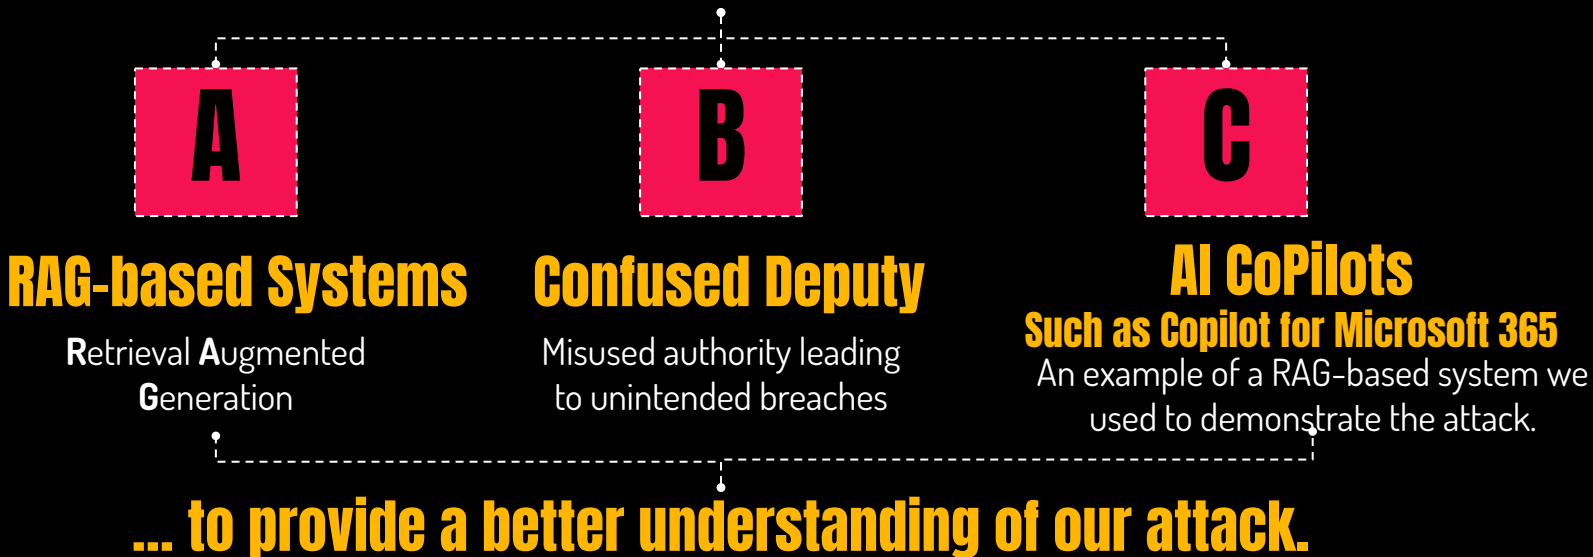 A
RAG-based Systems
Retrieval Augmented
Generation
B
Confused Deputy
Misused authority leading
to unintended breaches
C
AI CoPilots
Such as Copilot for Microsoft 365
An example of a RAG-based system we
used to demonstrate the attack.
... to provide a better understanding of our attack.